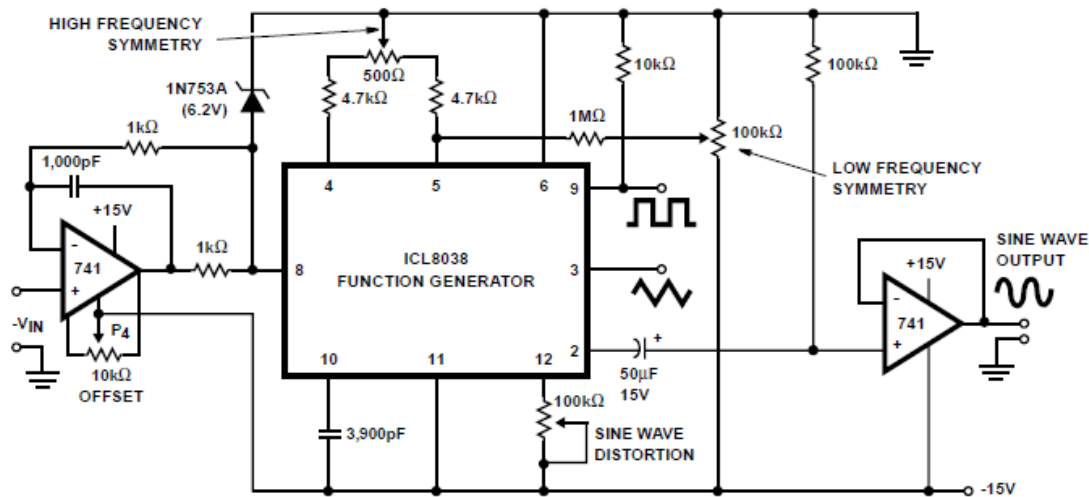 HIGH FREQUENCY
SYMMETRY
500Ω
10kΩ
100kΩ
1N753A
(6.2V)
4.7kΩ
4.7kΩ
1kΩ
1MΩ
100kΩ
1,000pF
LOW FREQUENCY
SYMMETRY
4
5
6
9
+15V
-
741
+
1kΩ
8
ICL8038
FUNCTION GENERATOR
3
SINE WAVE
OUTPUT
+15V
-
741
+
-VIN
P4
10kΩ
OFFSET
10
11
12
2
+
50μF
15V
100kΩ
3,900pF
SINE WAVE
DISTORTION
-15V